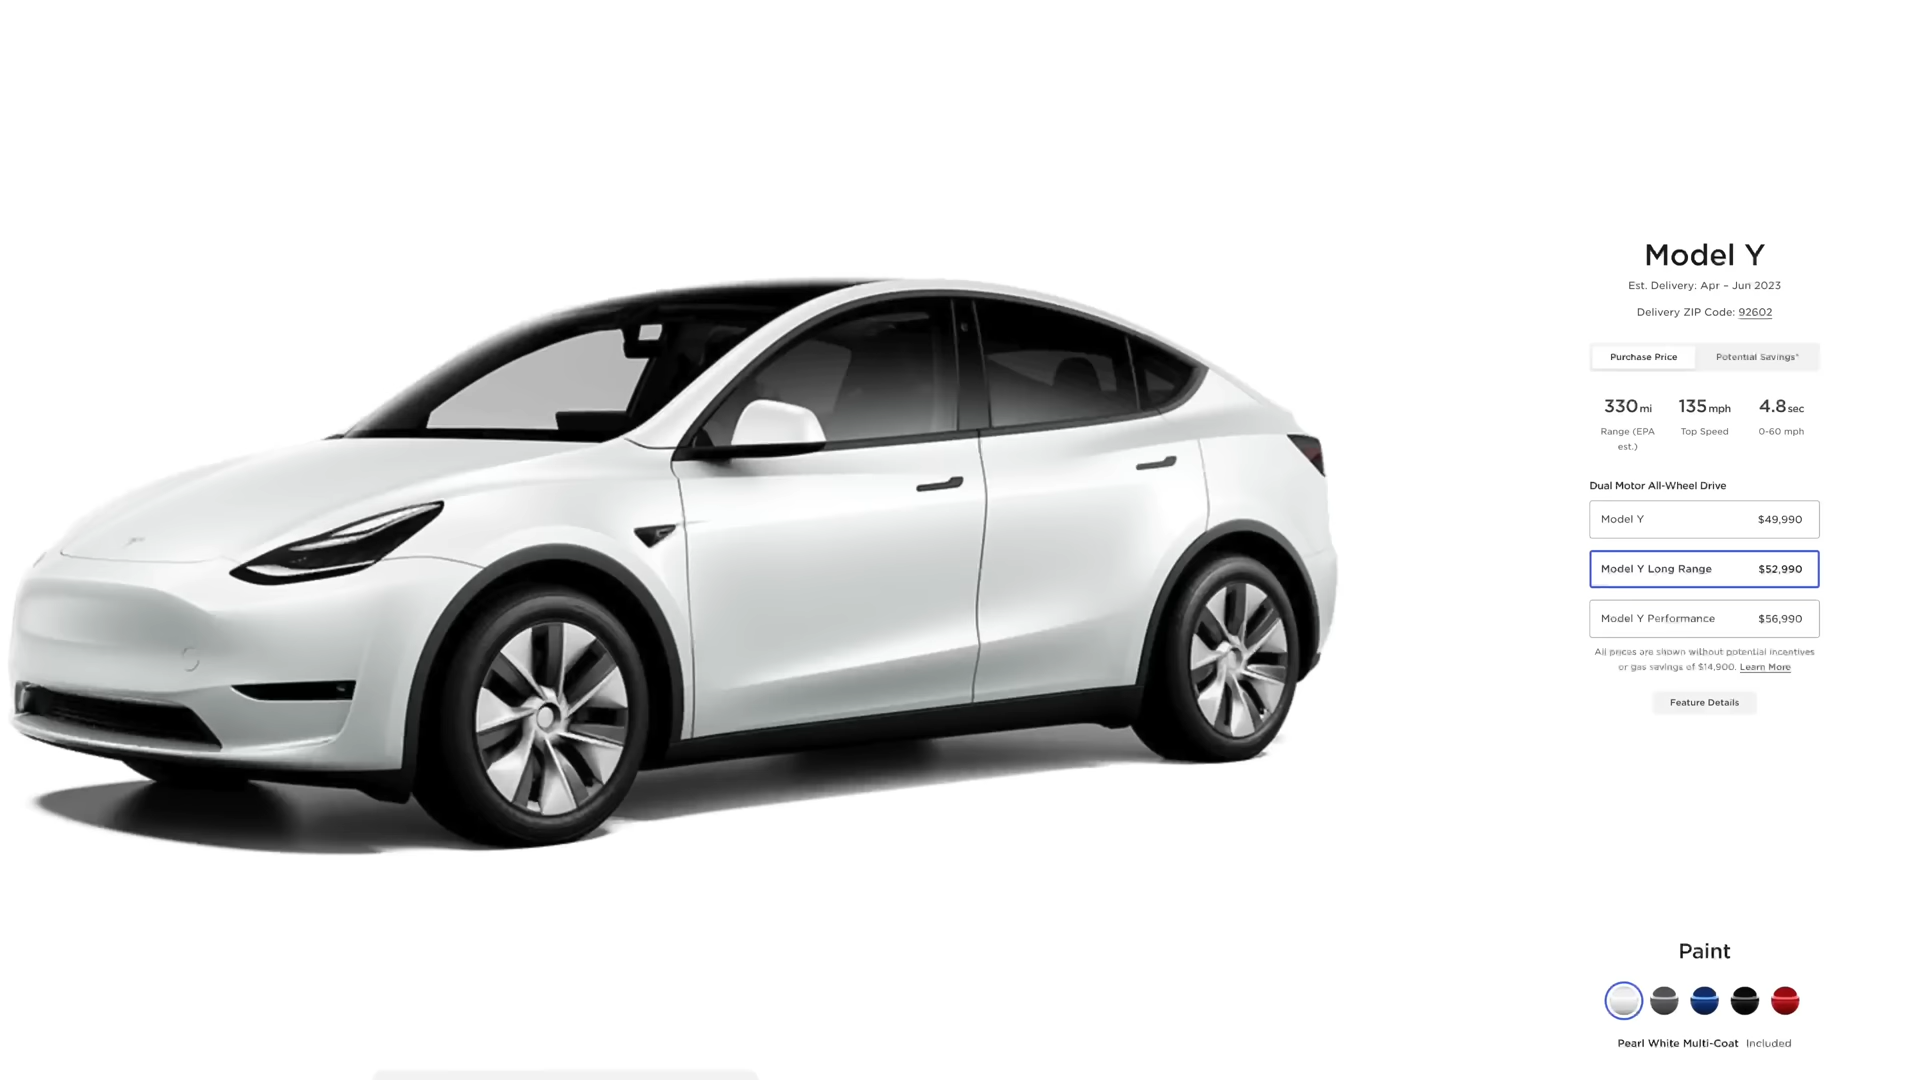 Model Y
Est. Delivery: Apr – Jun 2023
Delivery ZIP Code: 92602
Purchase Price Potential Savings*
330mi 135mph 4.8sec
Range (EPA est.) Top Speed 0-60 mph
Dual Motor All-Wheel Drive
Model Y $49,990
Model Y Long Range $52,990
Model Y Performance $56,990
All prices are shown without potential incentives
or gas savings of $14,900. Learn More
Feature Details
Paint
Pearl White Multi-Coat Included